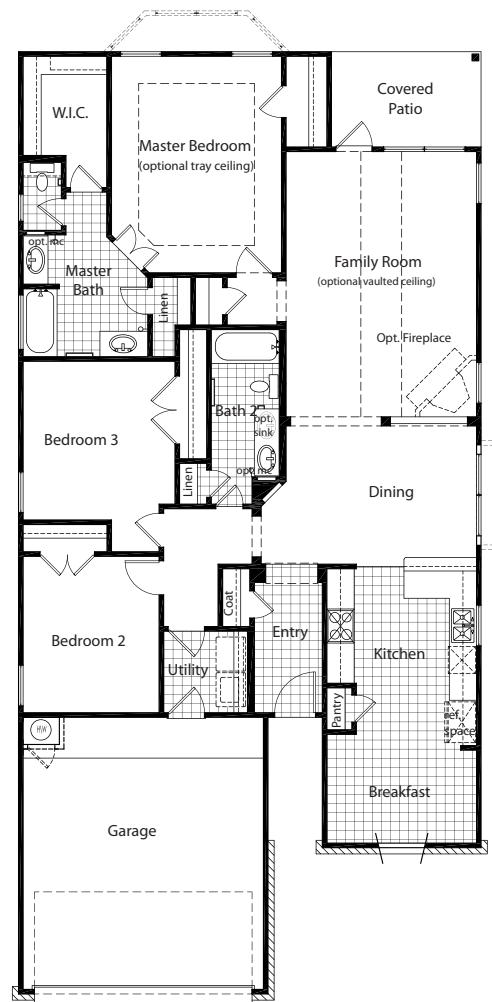 Covered
Patio
W.I.C.
Master Bedroom
(optional tray ceiling)
opt. mc
Master
Bath
Linen
Family Room
(optional vaulted ceiling)
Opt. Fireplace
Bath 2
opt.
sink
Bedroom 3
Linen
opt. mc
Dining
Coat
Entry
Bedroom 2
Utility
Kitchen
Pantry
ref.
space
H/W
Breakfast
Garage